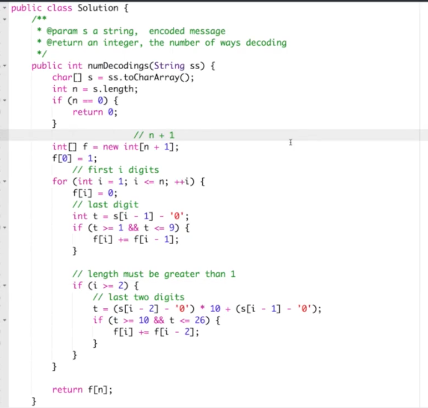 public class Solution {
/**
* @param s a string,  encoded message
* @return an integer, the number of ways decoding
*/
public int numDecodings(String ss) {
char[] s = ss.toCharArray();
int n = s.length;
if (n == 0) {
return 0;
}
// n + 1
int[] f = new int[n + 1];
f[0] = 1;
// first i digits
for (int i = 1; i <= n; ++i) {
f[i] = 0;
// last digit
int t = s[i - 1] - '0';
if (t >= 1 && t <= 9) {
f[i] += f[i - 1];
}
// length must be greater than 1
if (i >= 2) {
// last two digits
t = (s[i - 2] - '0') * 10 + (s[i - 1] - '0');
if (t >= 10 && t <= 26) {
f[i] += f[i - 2];
}
}
}
return f[n];
}